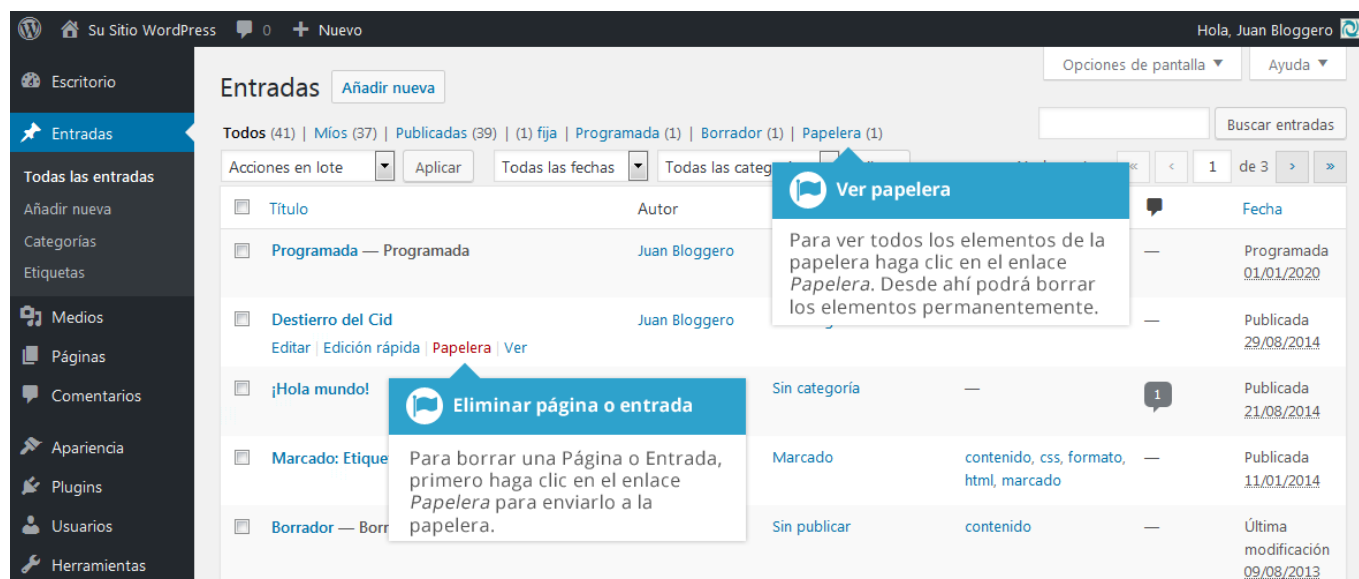 Su Sitio WordPress 0 Nuevo Hola, Juan Bloggero
Escritorio
Entradas
Todas las entradas
Añadir nueva
Categorías
Etiquetas
Medios
Páginas
Comentarios
Apariencia
Plugins
Usuarios
Herramientas
Opciones de pantalla Ayuda
Entradas Añadir nueva
Todos (41) | Míos (37) | Publicadas (39) | (1) fija | Programada (1) | Borrador (1) | Papelera (1)
Buscar entradas
Acciones en lote Aplicar Todas las fechas Todas las « ‹ 1 de 3 › »
Título Autor Fecha
Programada — Programada Juan Bloggero — Programada
01/01/2020
Destierro del Cid Juan Bloggero — Publicada
Editar | Edición rápida | Papelera | Ver 29/08/2014
¡Hola mundo! Sin categoría — 1 Publicada
21/08/2014
Marcado: Marcado contenido, css, formato, — Publicada
html, marcado 11/01/2014
Borrador — Sin publicar contenido — Última
modificación
09/08/2013
Ver papelera
Para ver todos los elementos de la
papelera haga clic en el enlace
Papelera. Desde ahí podrá borrar
los elementos permanentemente.
Eliminar página o entrada
Para borrar una Página o Entrada,
primero haga clic en el enlace
Papelera para enviarlo a la
papelera.